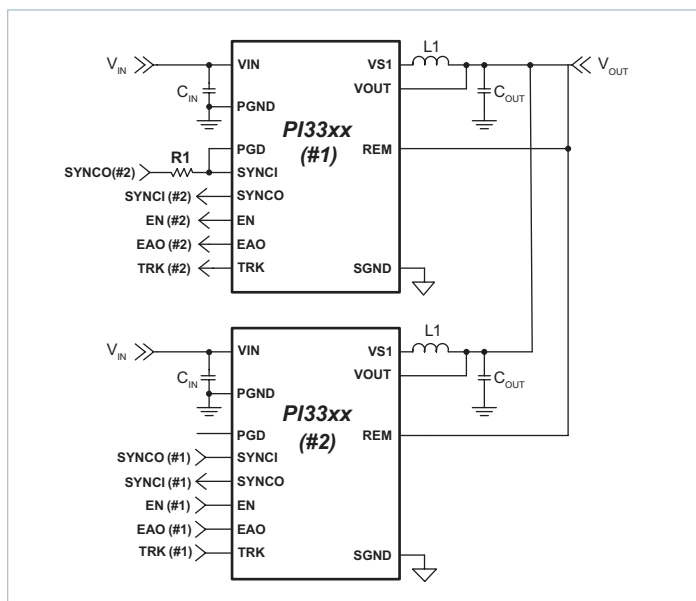 V_IN VIN VS1 L1 V_OUT
VOUT
C_IN C_OUT
PGND
PI33xx
(#1)
PGD REM
R1
SYNCO(#2) SYNCI
SYNCI (#2) SYNCO
EN (#2) EN
EAO (#2) EAO
TRK (#2) TRK SGND
V_IN VIN VS1 L1
VOUT
C_IN C_OUT
PGND
PI33xx
(#2)
PGD REM
SYNCO (#1) SYNCI
SYNCI (#1) SYNCO
EN (#1) EN
EAO (#1) EAO
TRK (#1) TRK SGND